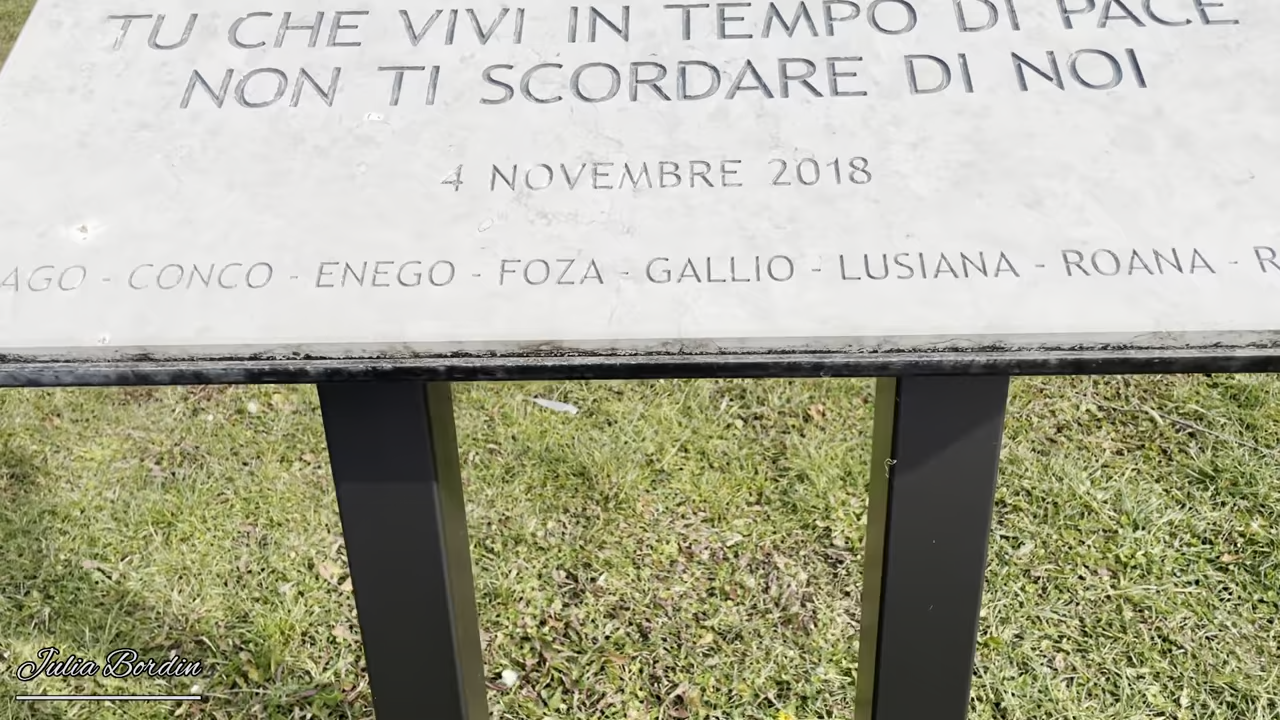 TU CHE VIVI IN TEMPO DI PACE
NON TI SCORDARE DI NOI
4 NOVEMBRE 2018
AGO - CONCO - ENEGO - FOZA - GALLIO - LUSIANA - ROANA - R
Julia Bordin